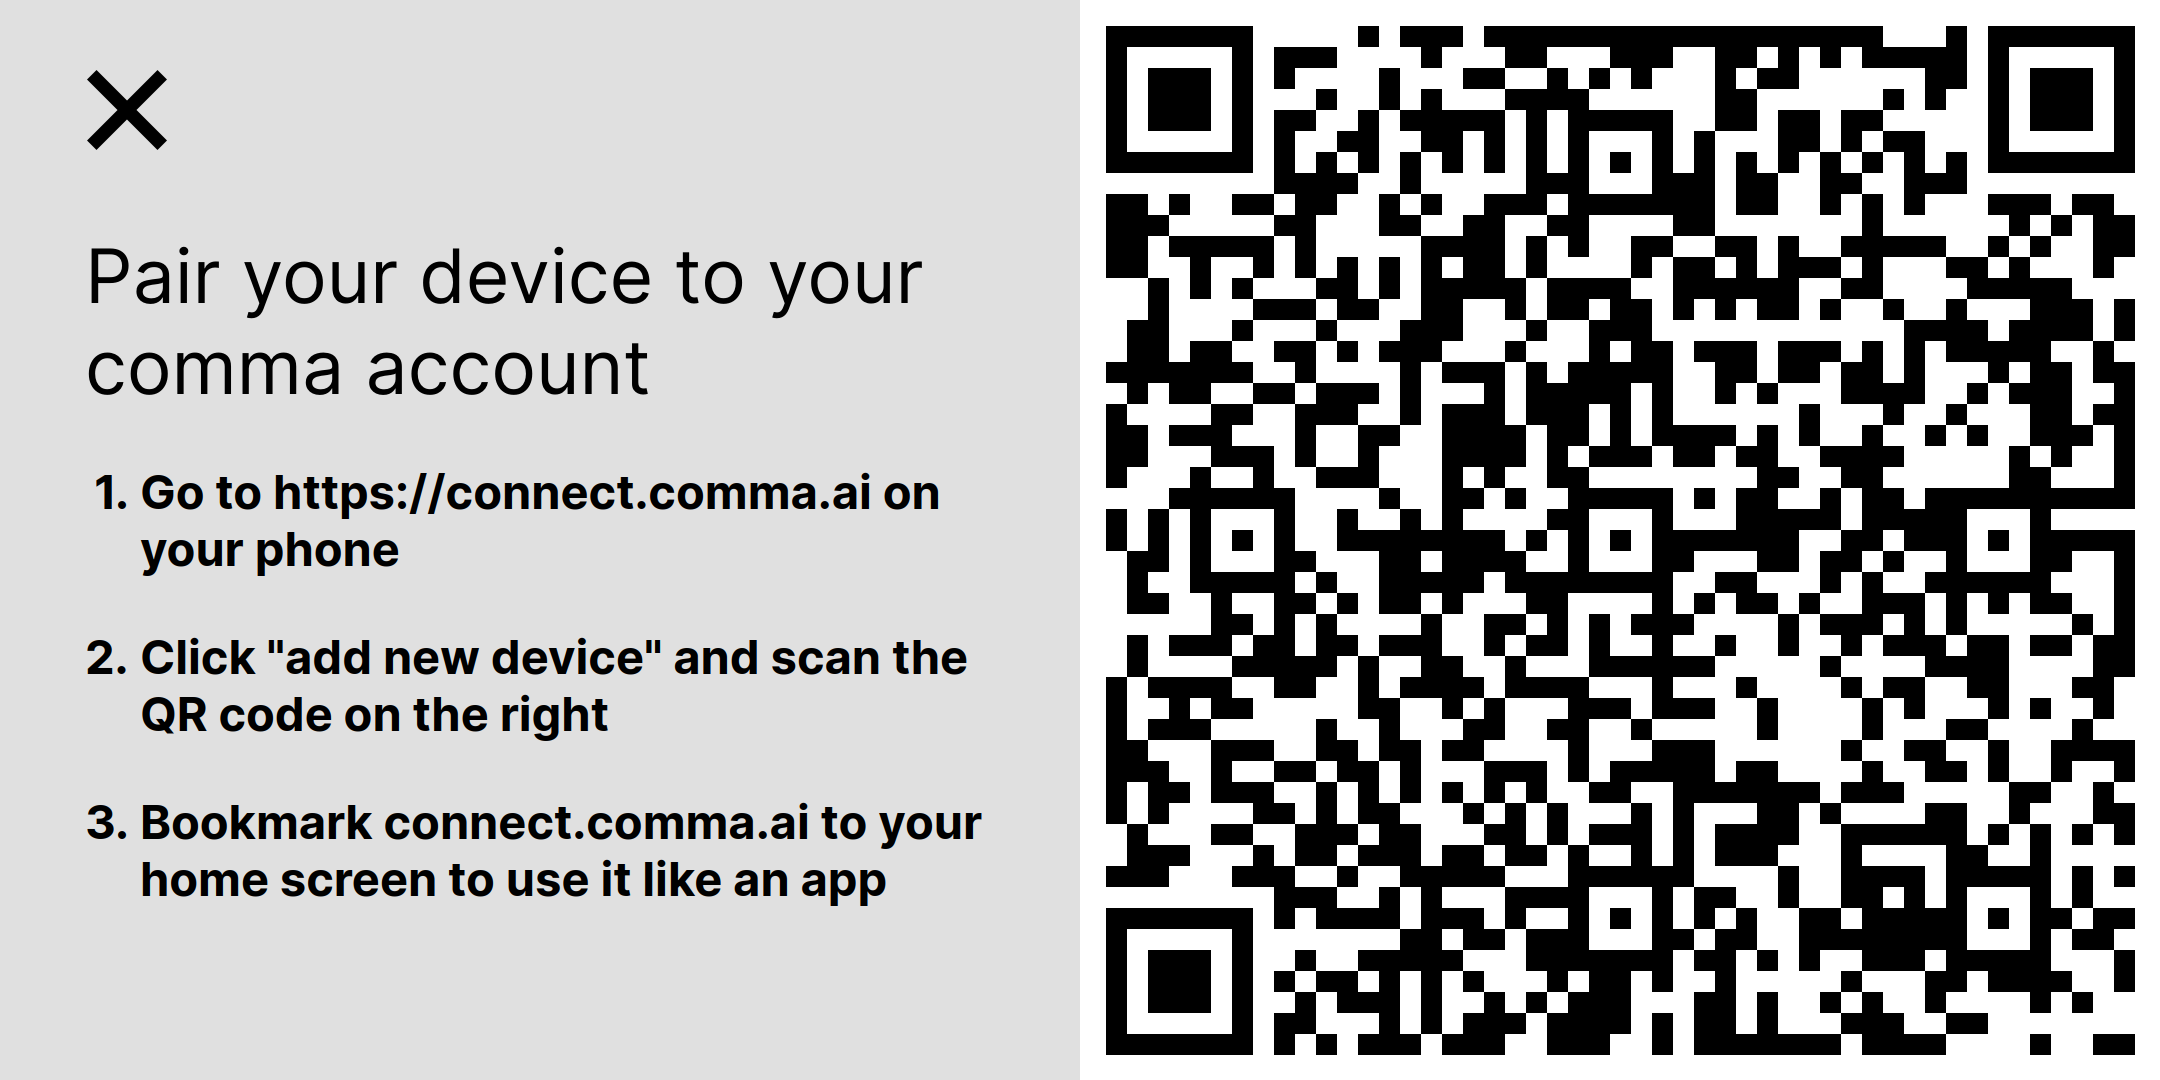 Pair your device to your
comma account
1. Go to https://connect.comma.ai on
your phone
2. Click "add new device" and scan the
QR code on the right
3. Bookmark connect.comma.ai to your
home screen to use it like an app